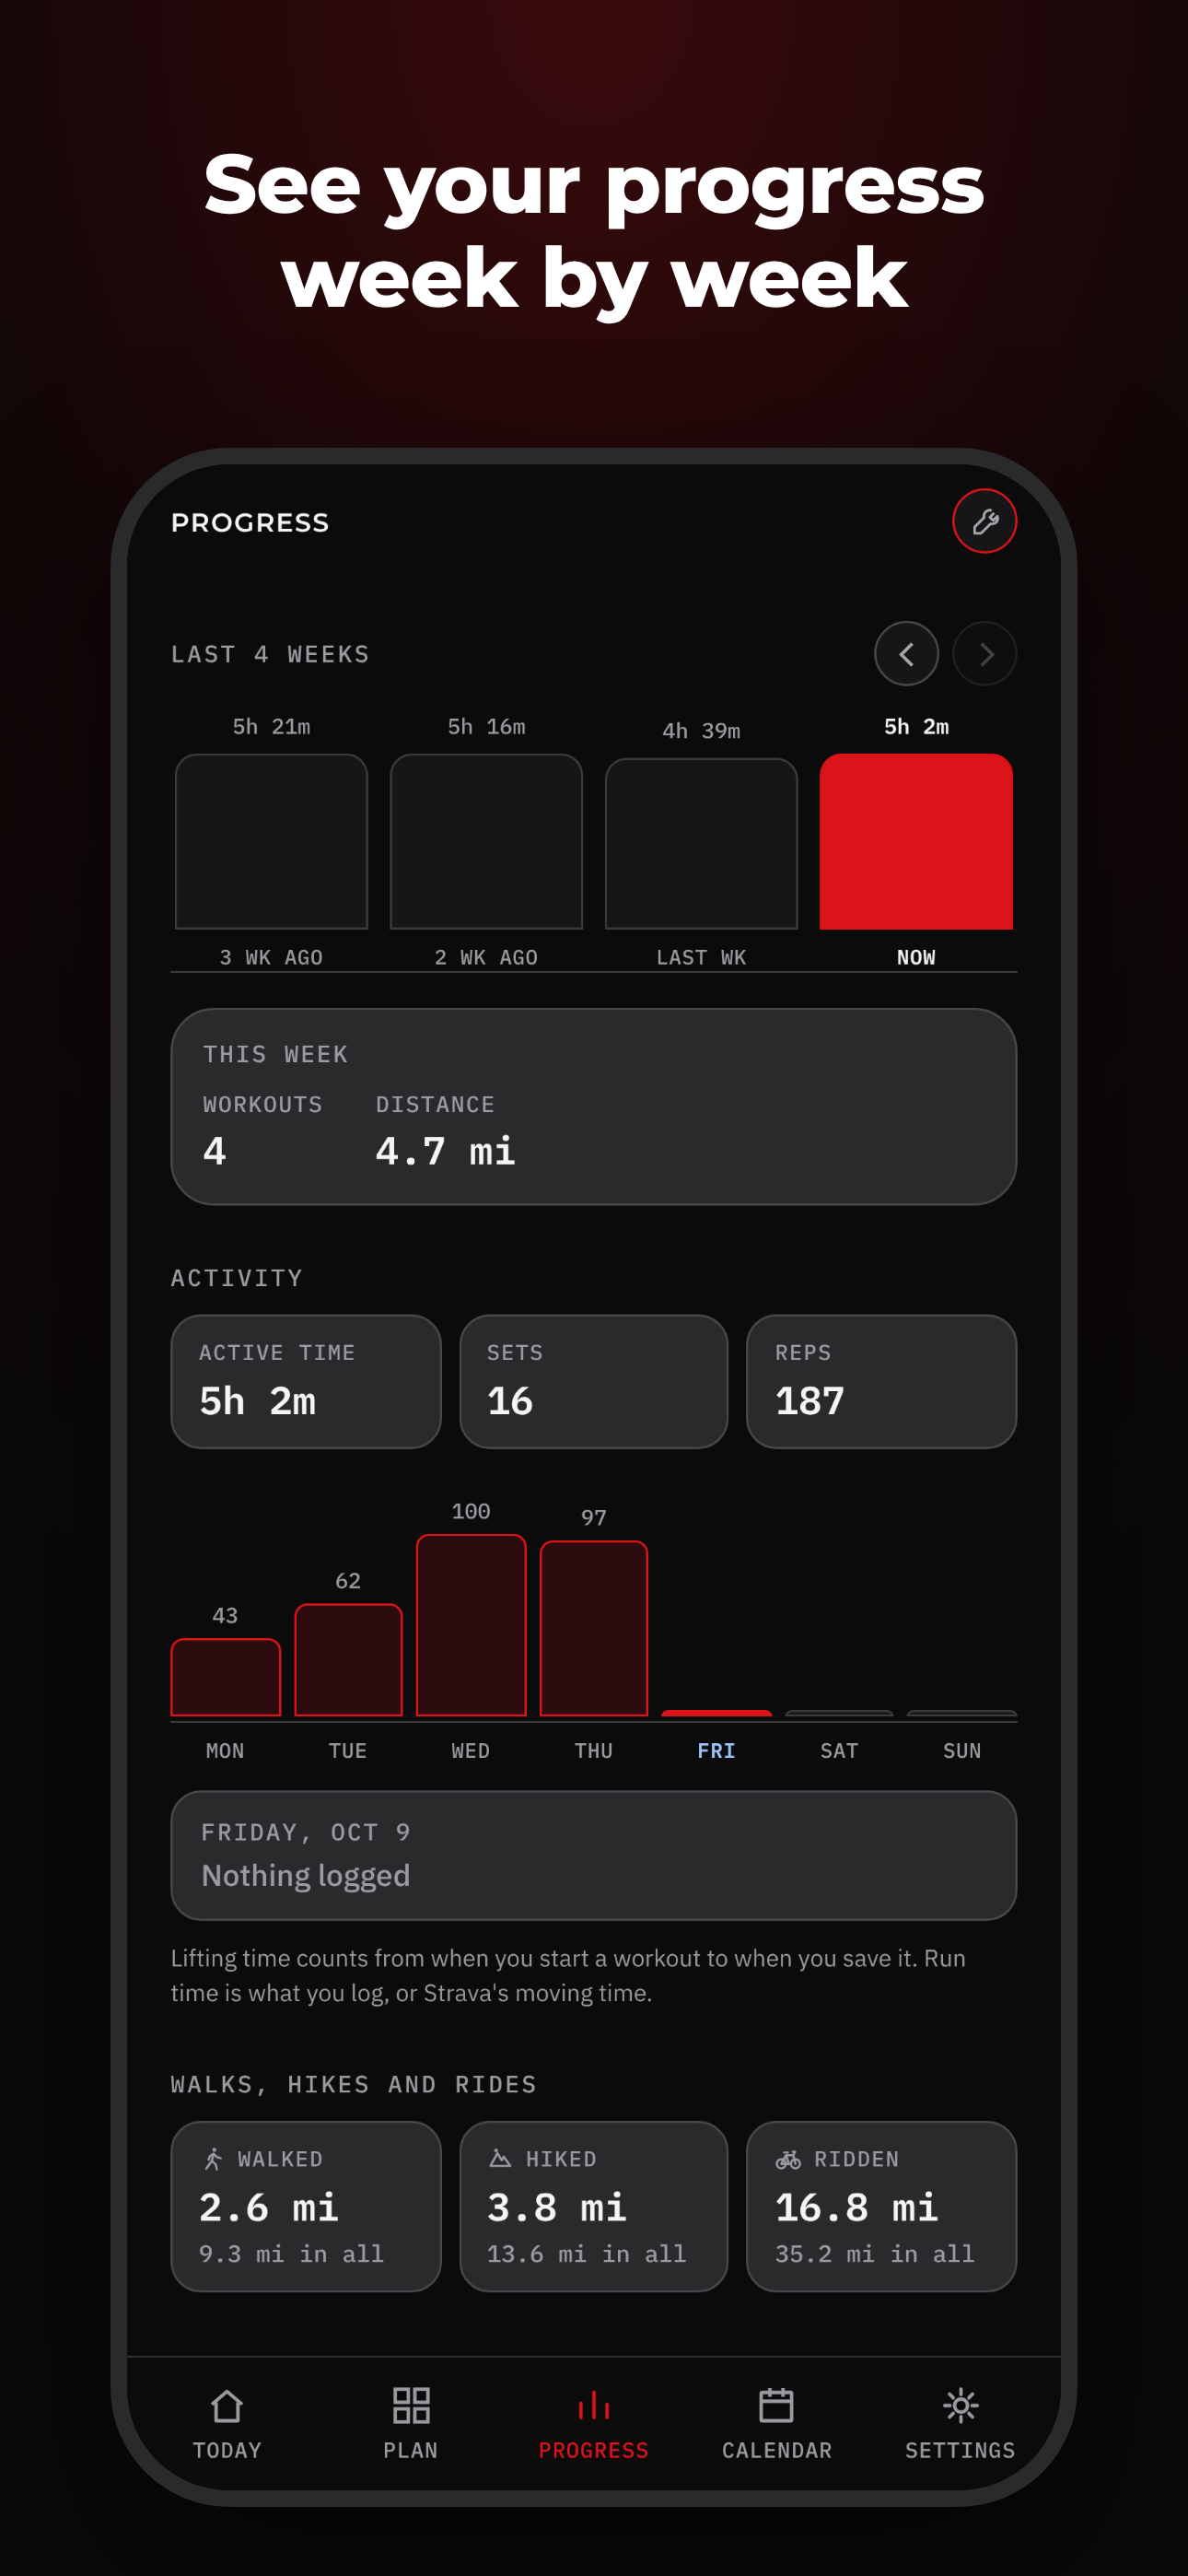 See your progress
week by week
PROGRESS
LAST 4 WEEKS
5h 21m 5h 16m 4h 39m 5h 2m
3 WK AGO 2 WK AGO LAST WK NOW
THIS WEEK
WORKOUTS DISTANCE
4 4.7 mi
ACTIVITY
ACTIVE TIME SETS REPS
5h 2m 16 187
43 62 100 97
MON TUE WED THU FRI SAT SUN
FRIDAY, OCT 9
Nothing logged
Lifting time counts from when you start a workout to when you save it. Run
time is what you log, or Strava's moving time.
WALKS, HIKES AND RIDES
WALKED HIKED RIDDEN
2.6 mi 3.8 mi 16.8 mi
9.3 mi in all 13.6 mi in all 35.2 mi in all
TODAY PLAN PROGRESS CALENDAR SETTINGS